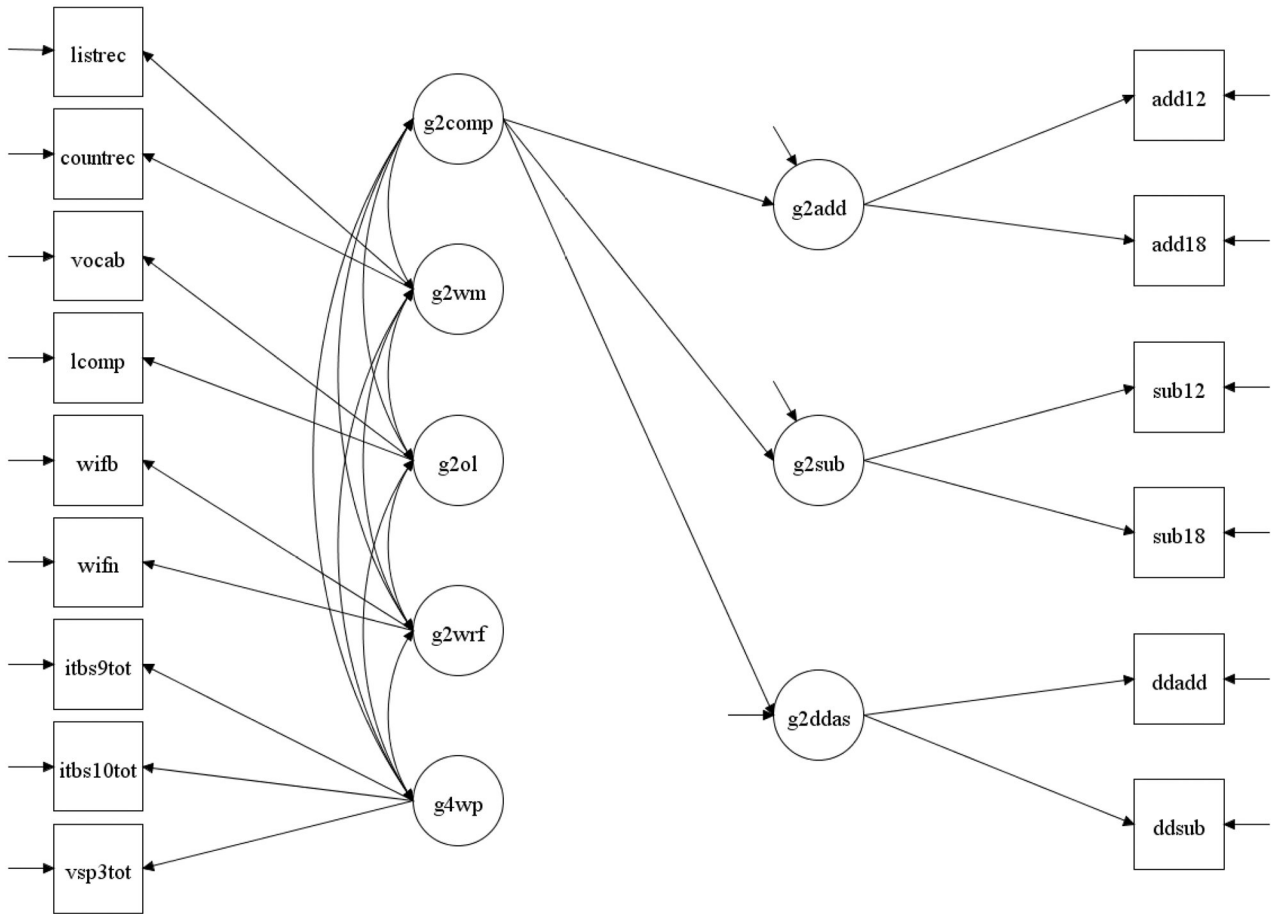 listrec
countrec
vocab
lcomp
wifb
wifn
itbs9tot
itbs10tot
vsp3tot
g2comp
g2wm
g2ol
g2wrf
g4wp
g2add
g2sub
g2ddas
add12
add18
sub12
sub18
ddadd
ddsub